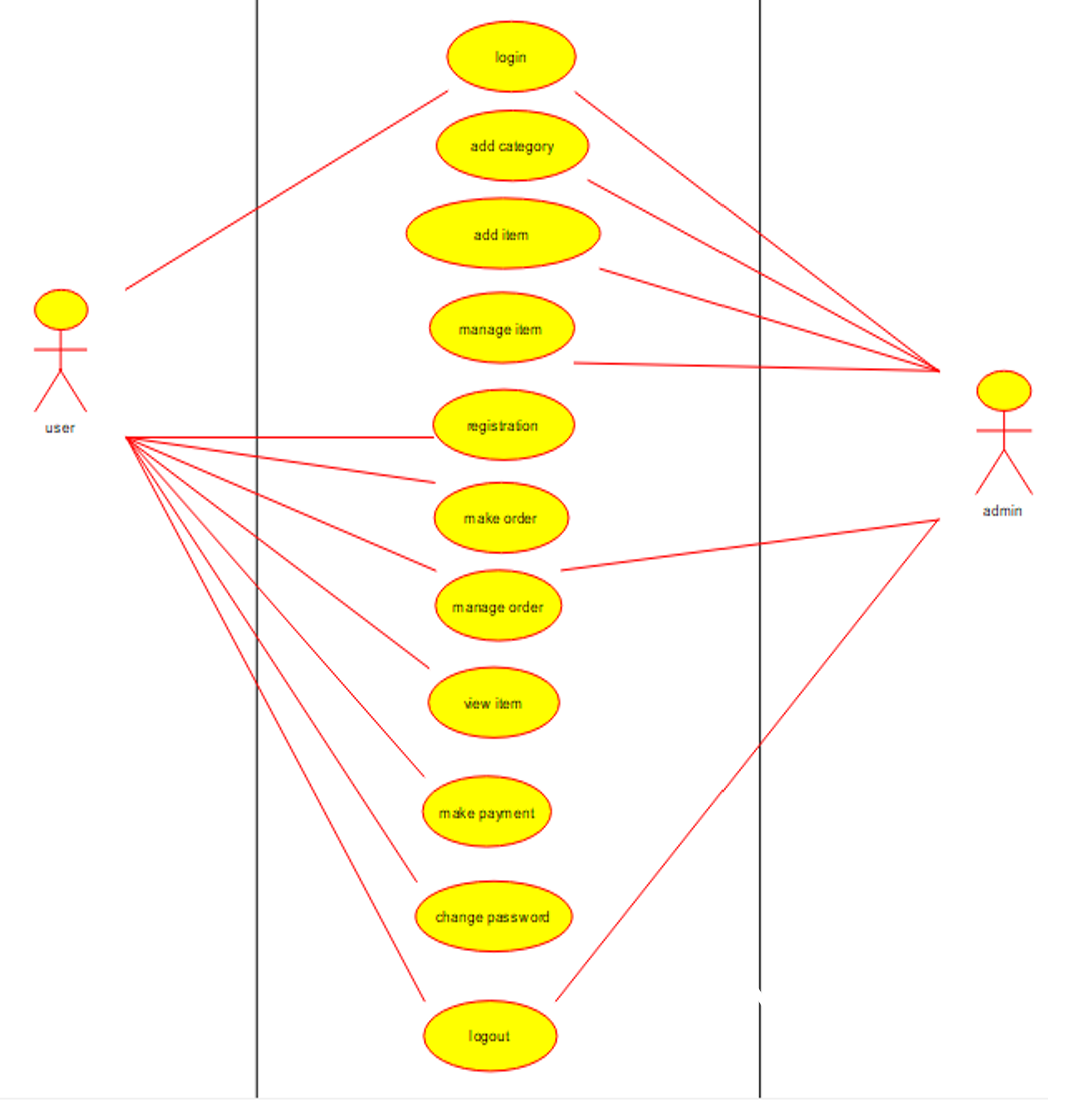 login
add category
add item
manage item
registration
make order
manage order
view item
make payment
change password
logout
user
admin